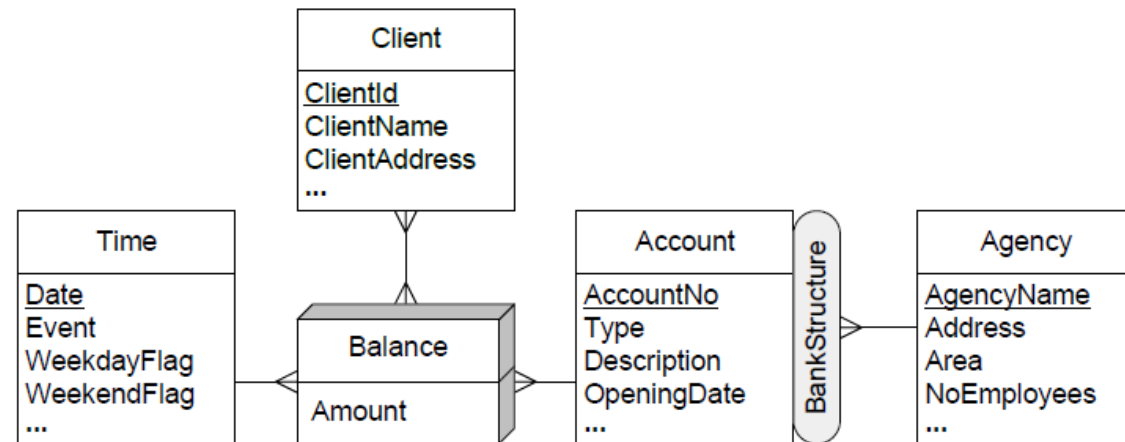 Client
ClientId
ClientName
ClientAddress
...
Time
Date
Event
WeekdayFlag
WeekendFlag
...
Balance
Amount
Account
AccountNo
Type
Description
OpeningDate
...
BankStructure
Agency
AgencyName
Address
Area
NoEmployees
...